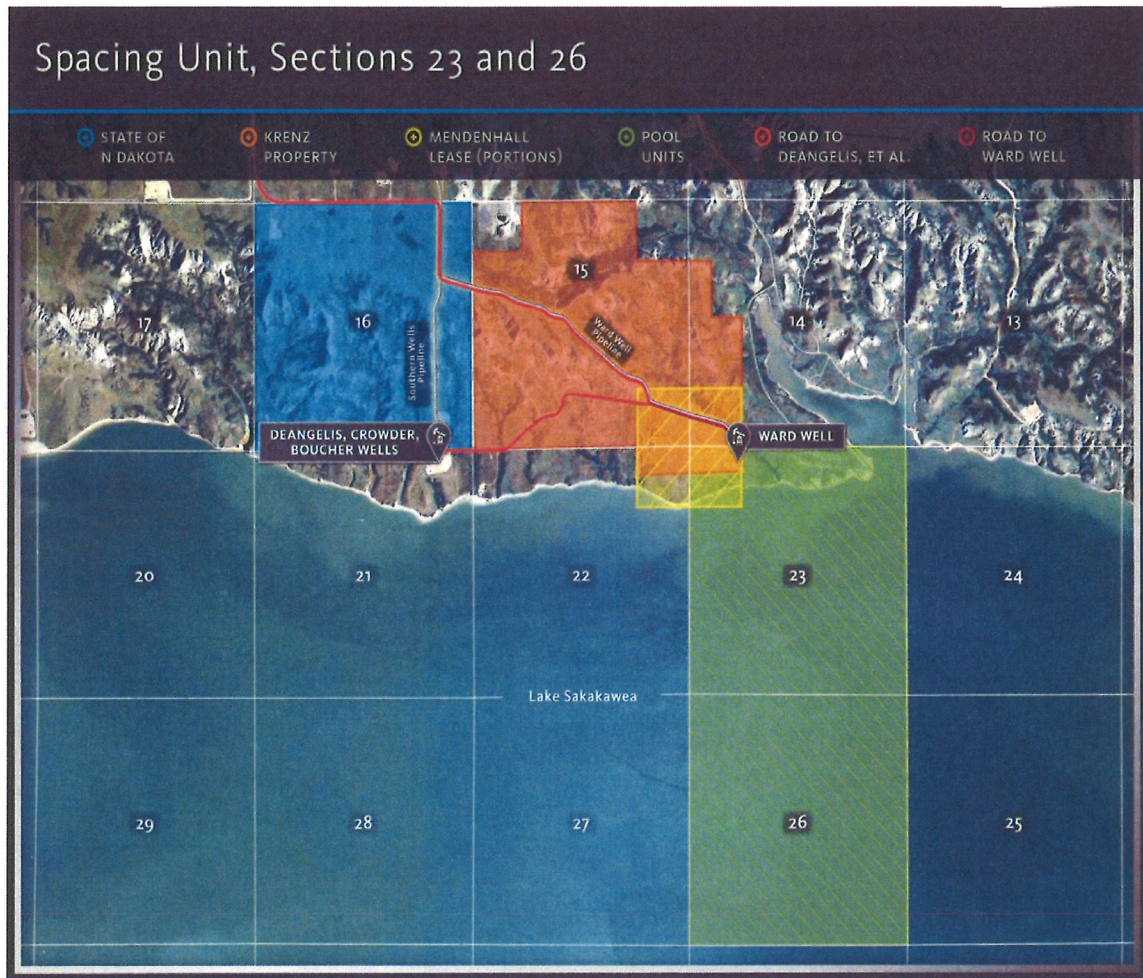 Spacing Unit, Sections 23 and 26
STATE OF
N DAKOTA
KRENZ
PROPERTY
MENDENHALL
LEASE (PORTIONS)
POOL
UNITS
ROAD TO
DEANGELIS, ET AL.
ROAD TO
WARD WELL
17
16
15
14
13
Southern Wells
Pipeline
Ward Well
Pipeline
DEANGELIS, CROWDER,
BOUCHER WELLS
WARD WELL
20
21
22
23
24
Lake Sakakawea
29
28
27
26
25